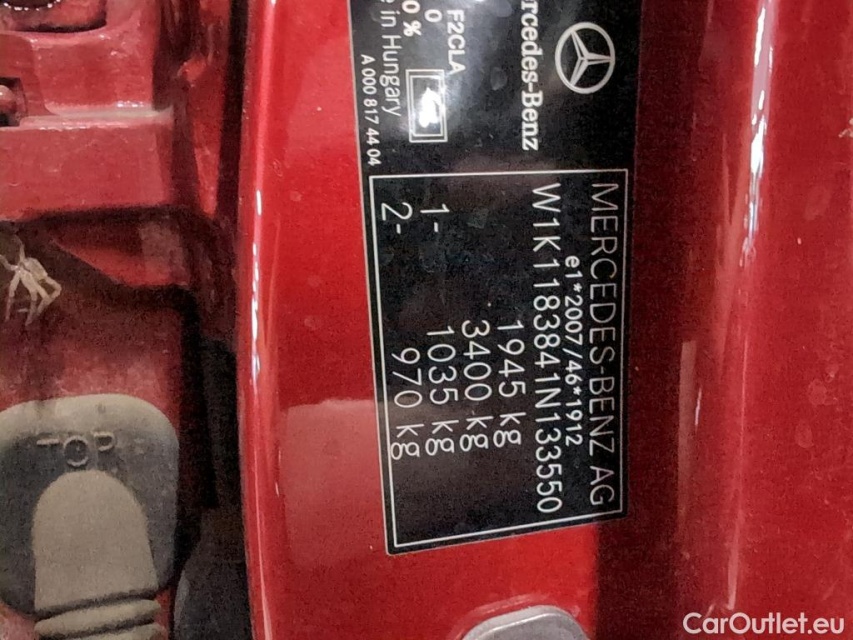 Mercedes-Benz
F2CLA
0
0 %
in Hungary
A 000 817 44 04
MERCEDES-BENZ AG
e1*2007/46*1912
W1K1183841N133550
1945 kg
3400 kg
1- 1035 kg
2- 970 kg
TOP
CarOutlet.eu